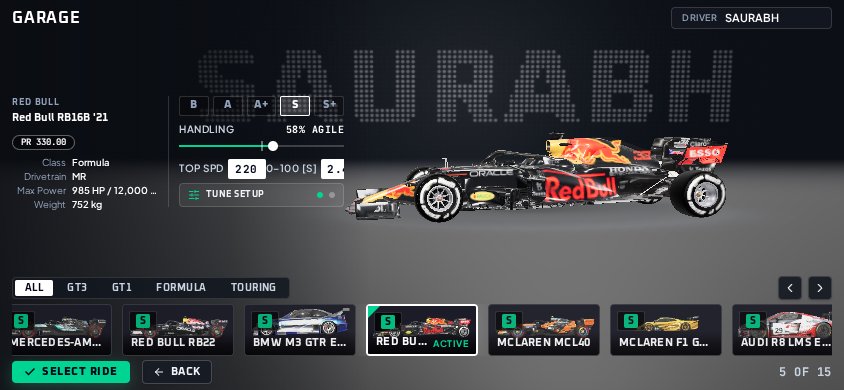 GARAGE
DRIVER SAURABH
SAURABH
RED BULL
Red Bull RB16B '21
PR 330.00
Class Formula
Drivetrain MR
Max Power 985 HP / 12,000 ...
Weight 752 kg
B A A+ S S+
HANDLING 58% AGILE
TOP SPD 220 0-100 [S] 2.
TUNE SETUP
ORACLE
Red Bull
HONDA
ESSO
ALL GT3 GT1 FORMULA TOURING
S S S S S S S
MERCEDES-AM... RED BULL RB22 BMW M3 GTR E... RED BU... ACTIVE MCLAREN MCL40 MCLAREN F1 G... AUDI R8 LMS E...
SELECT RIDE BACK
5 OF 15